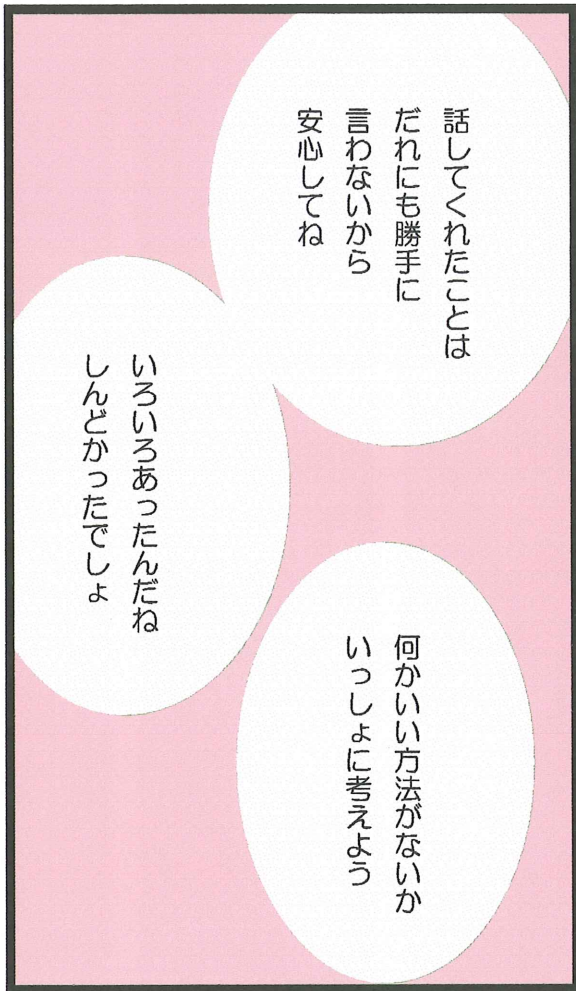 話してくれたことは
だれにも勝手に
言わないから
安心してね
いろいろあったんだね
しんどかったでしょ
何かいい方法がないか
いっしょに考えよう